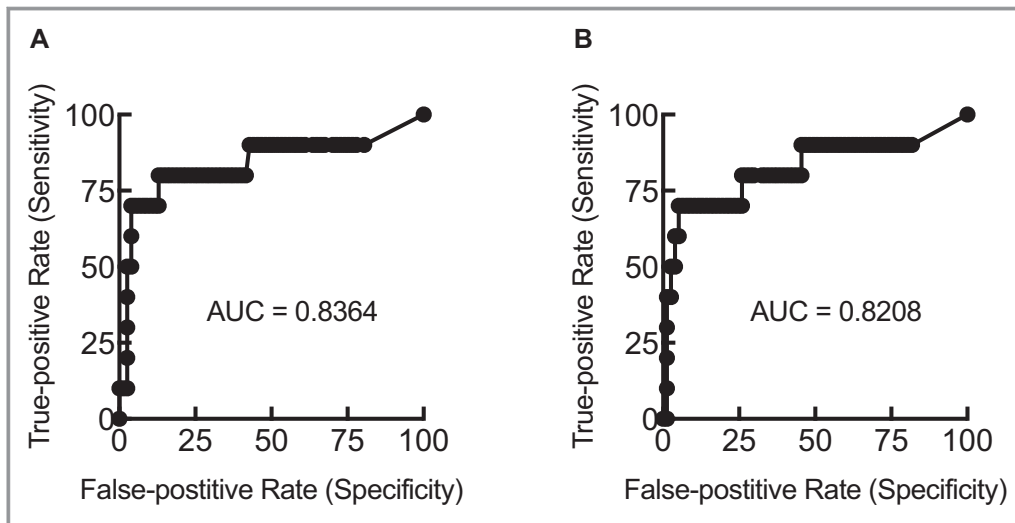 A
True-positive Rate (Sensitivity)
100
75
50
25
0
AUC = 0.8364
0 25 50 75 100
False-postitive Rate (Specificity)
B
True-positive Rate (Sensitivity)
100
75
50
25
0
AUC = 0.8208
0 25 50 75 100
False-postitive Rate (Specificity)